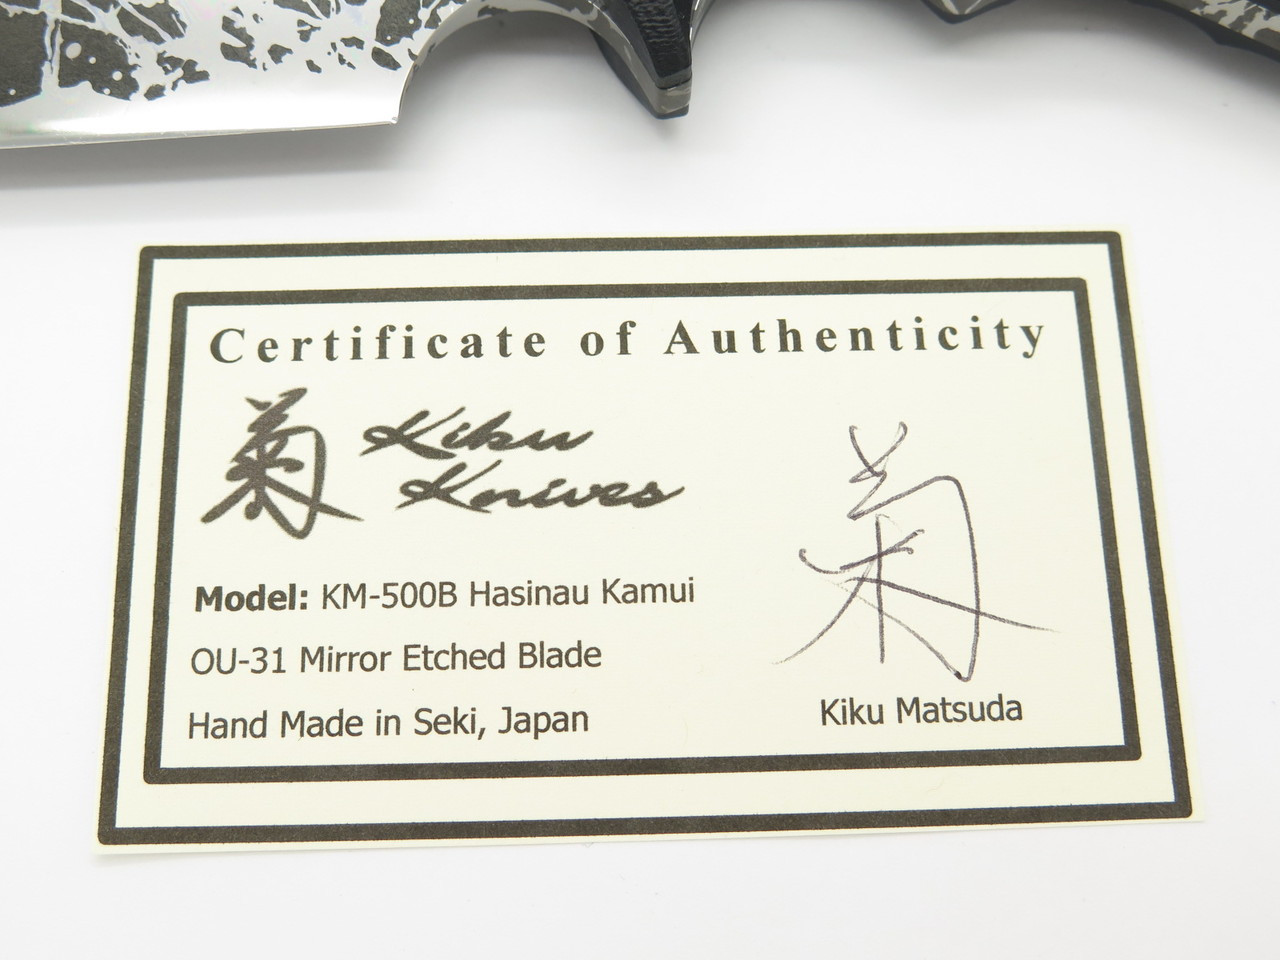 Certificate of Authenticity
菊 Kiku
Knives
菊
Model: KM-500B Hasinau Kamui
OU-31 Mirror Etched Blade
Hand Made in Seki, Japan
Kiku Matsuda